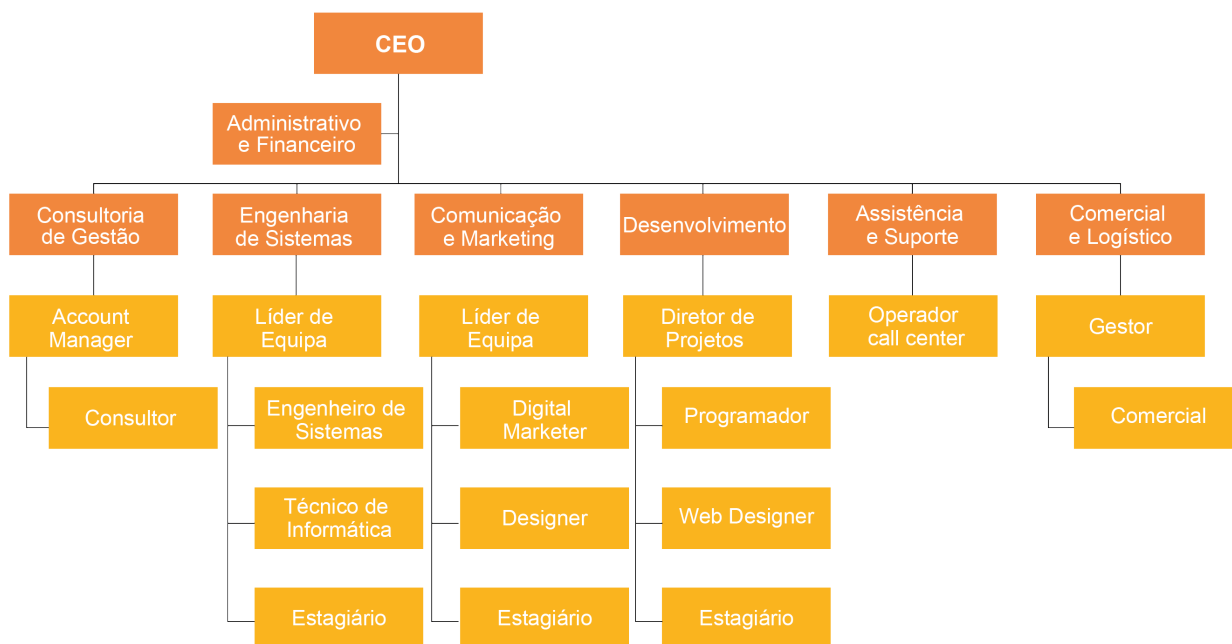 CEO
Administrativo
e Financeiro
Consultoria
de Gestão
Engenharia
de Sistemas
Comunicação
e Marketing
Desenvolvimento
Assistência
e Suporte
Comercial
e Logístico
Account
Manager
Líder de
Equipa
Líder de
Equipa
Diretor de
Projetos
Operador
call center
Gestor
Consultor
Engenheiro de
Sistemas
Digital
Marketer
Programador
Comercial
Técnico de
Informática
Designer
Web Designer
Estagiário
Estagiário
Estagiário